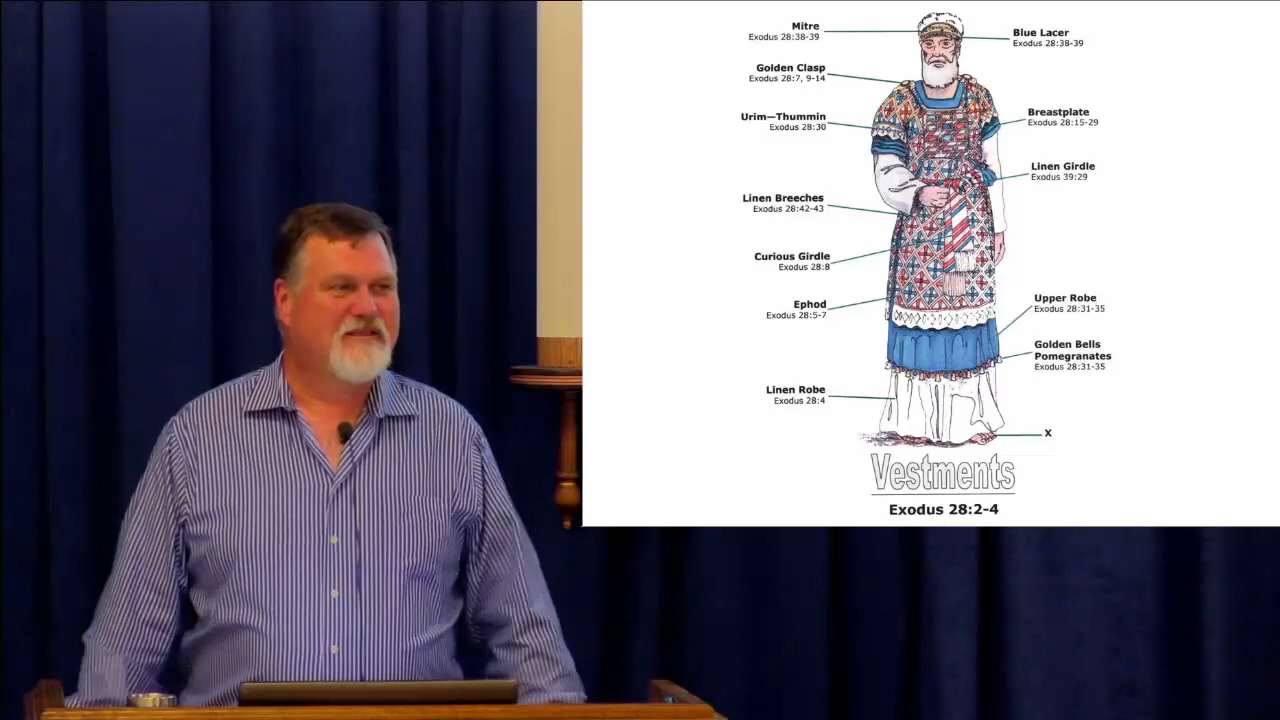 Mitre
Exodus 28:38-39
Golden Clasp
Exodus 28:7, 9-14
Urim—Thummin
Exodus 28:30
Linen Breeches
Exodus 28:42-43
Curious Girdle
Exodus 28:8
Ephod
Exodus 28:5-7
Linen Robe
Exodus 28:4
Blue Lacer
Exodus 28:38-39
Breastplate
Exodus 28:15-29
Linen Girdle
Exodus 39:29
Upper Robe
Exodus 28:31-35
Golden Bells
Pomegranates
Exodus 28:31-35
X
Vestments
Exodus 28:2-4